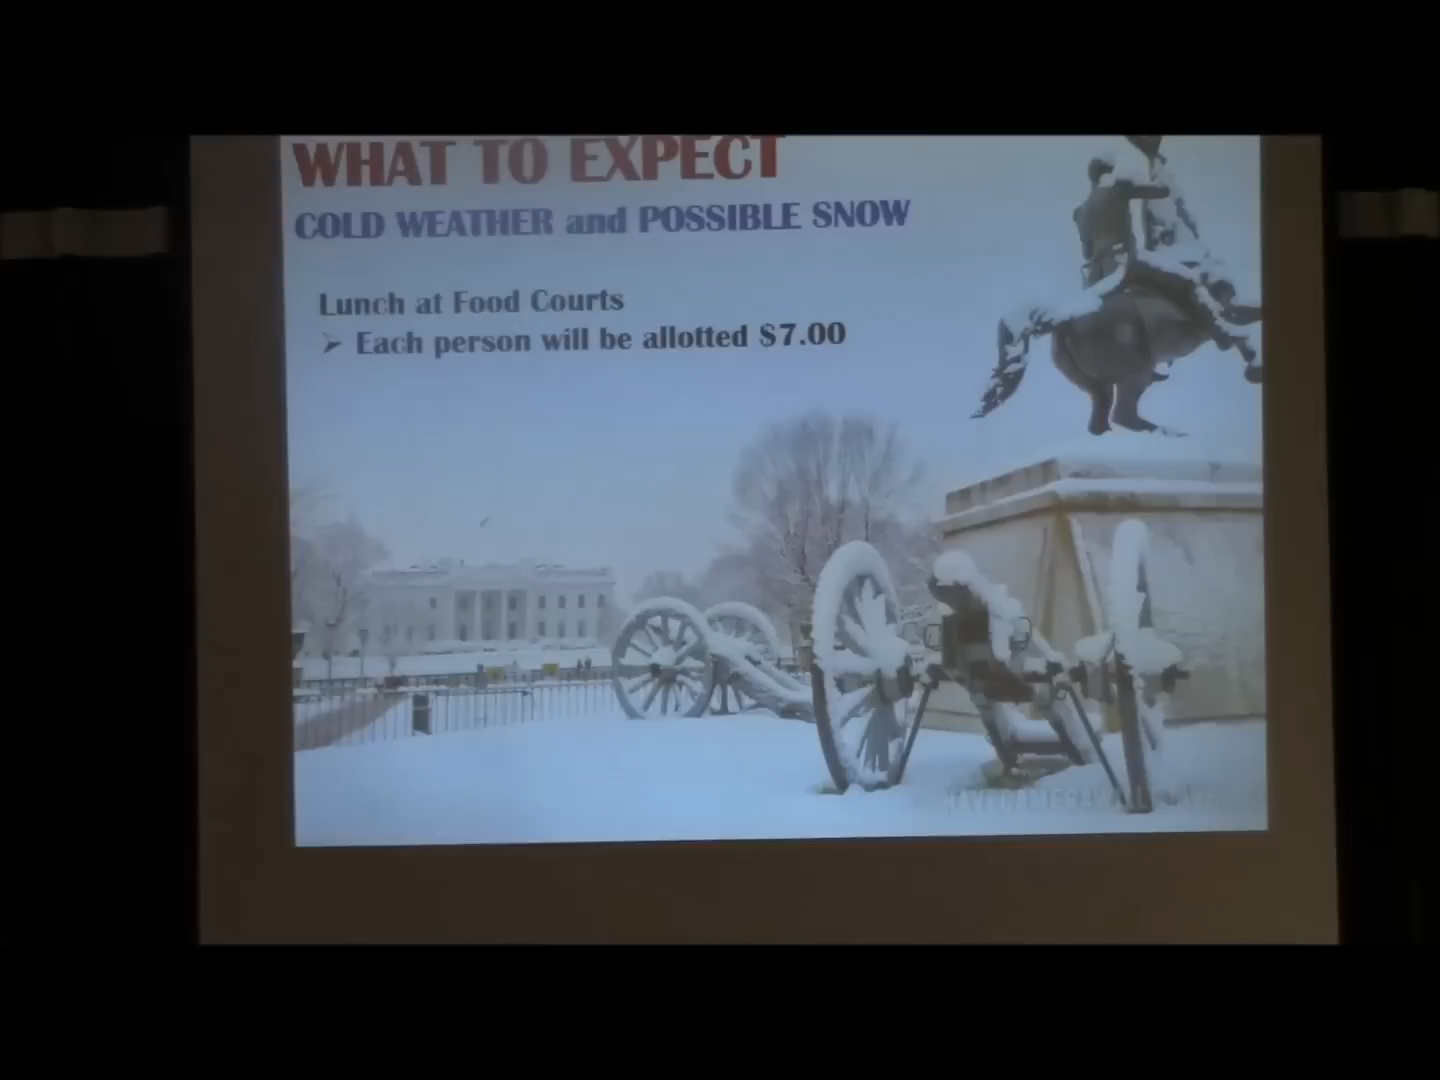 WHAT TO EXPECT
COLD WEATHER and POSSIBLE SNOW
Lunch at Food Courts
➢ Each person will be allotted $7.00